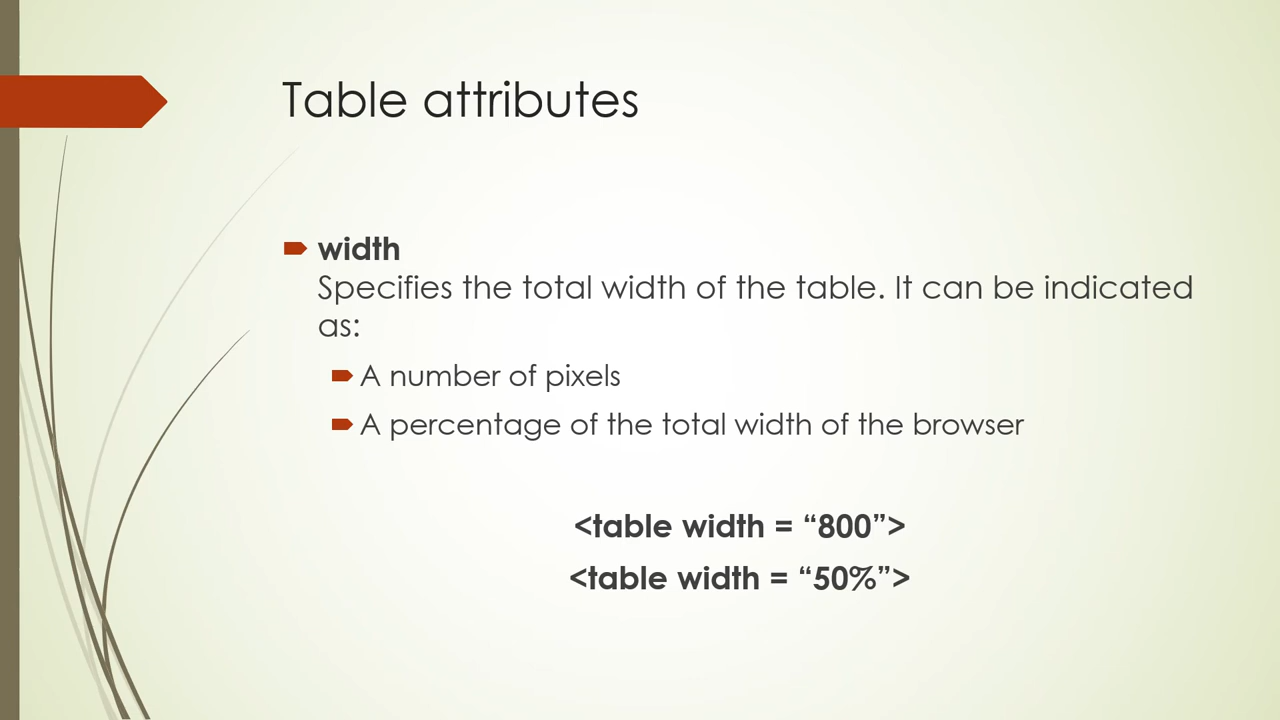 Table attributes
width
Specifies the total width of the table. It can be indicated
as:
A number of pixels
A percentage of the total width of the browser
<table width = “800”>
<table width = “50%”>